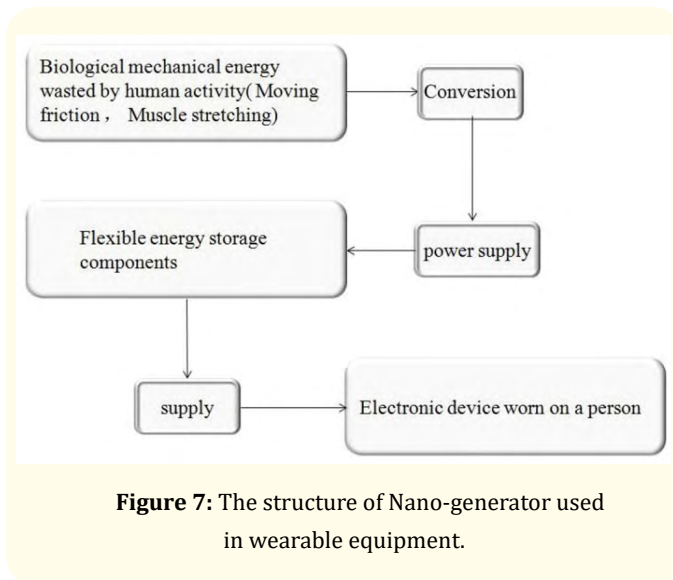 Biological mechanical energy
wasted by human activity( Moving
friction ， Muscle stretching)
Conversion
Flexible energy storage
components
power supply
supply
Electronic device worn on a person
Figure 7: The structure of Nano-generator used
in wearable equipment.